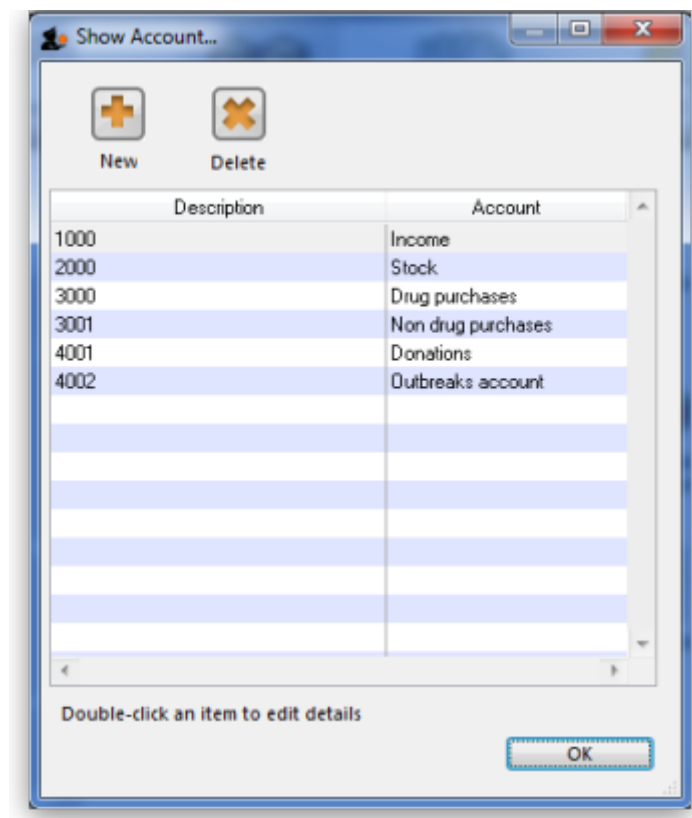 Show Account...
New Delete
Description Account
1000 Income
2000 Stock
3000 Drug purchases
3001 Non drug purchases
4001 Donations
4002 Outbreaks account
Double-click an item to edit details
OK